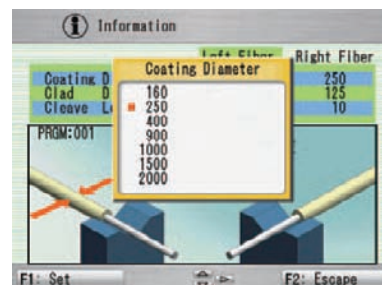 Information
Left Fiber Right Fiber
Coating D 250
Clad D 125
Cleave Le 10
Coating Diameter
160
250
400
900
1000
1500
2000
PRGM:001
F1: Set F2: Escape